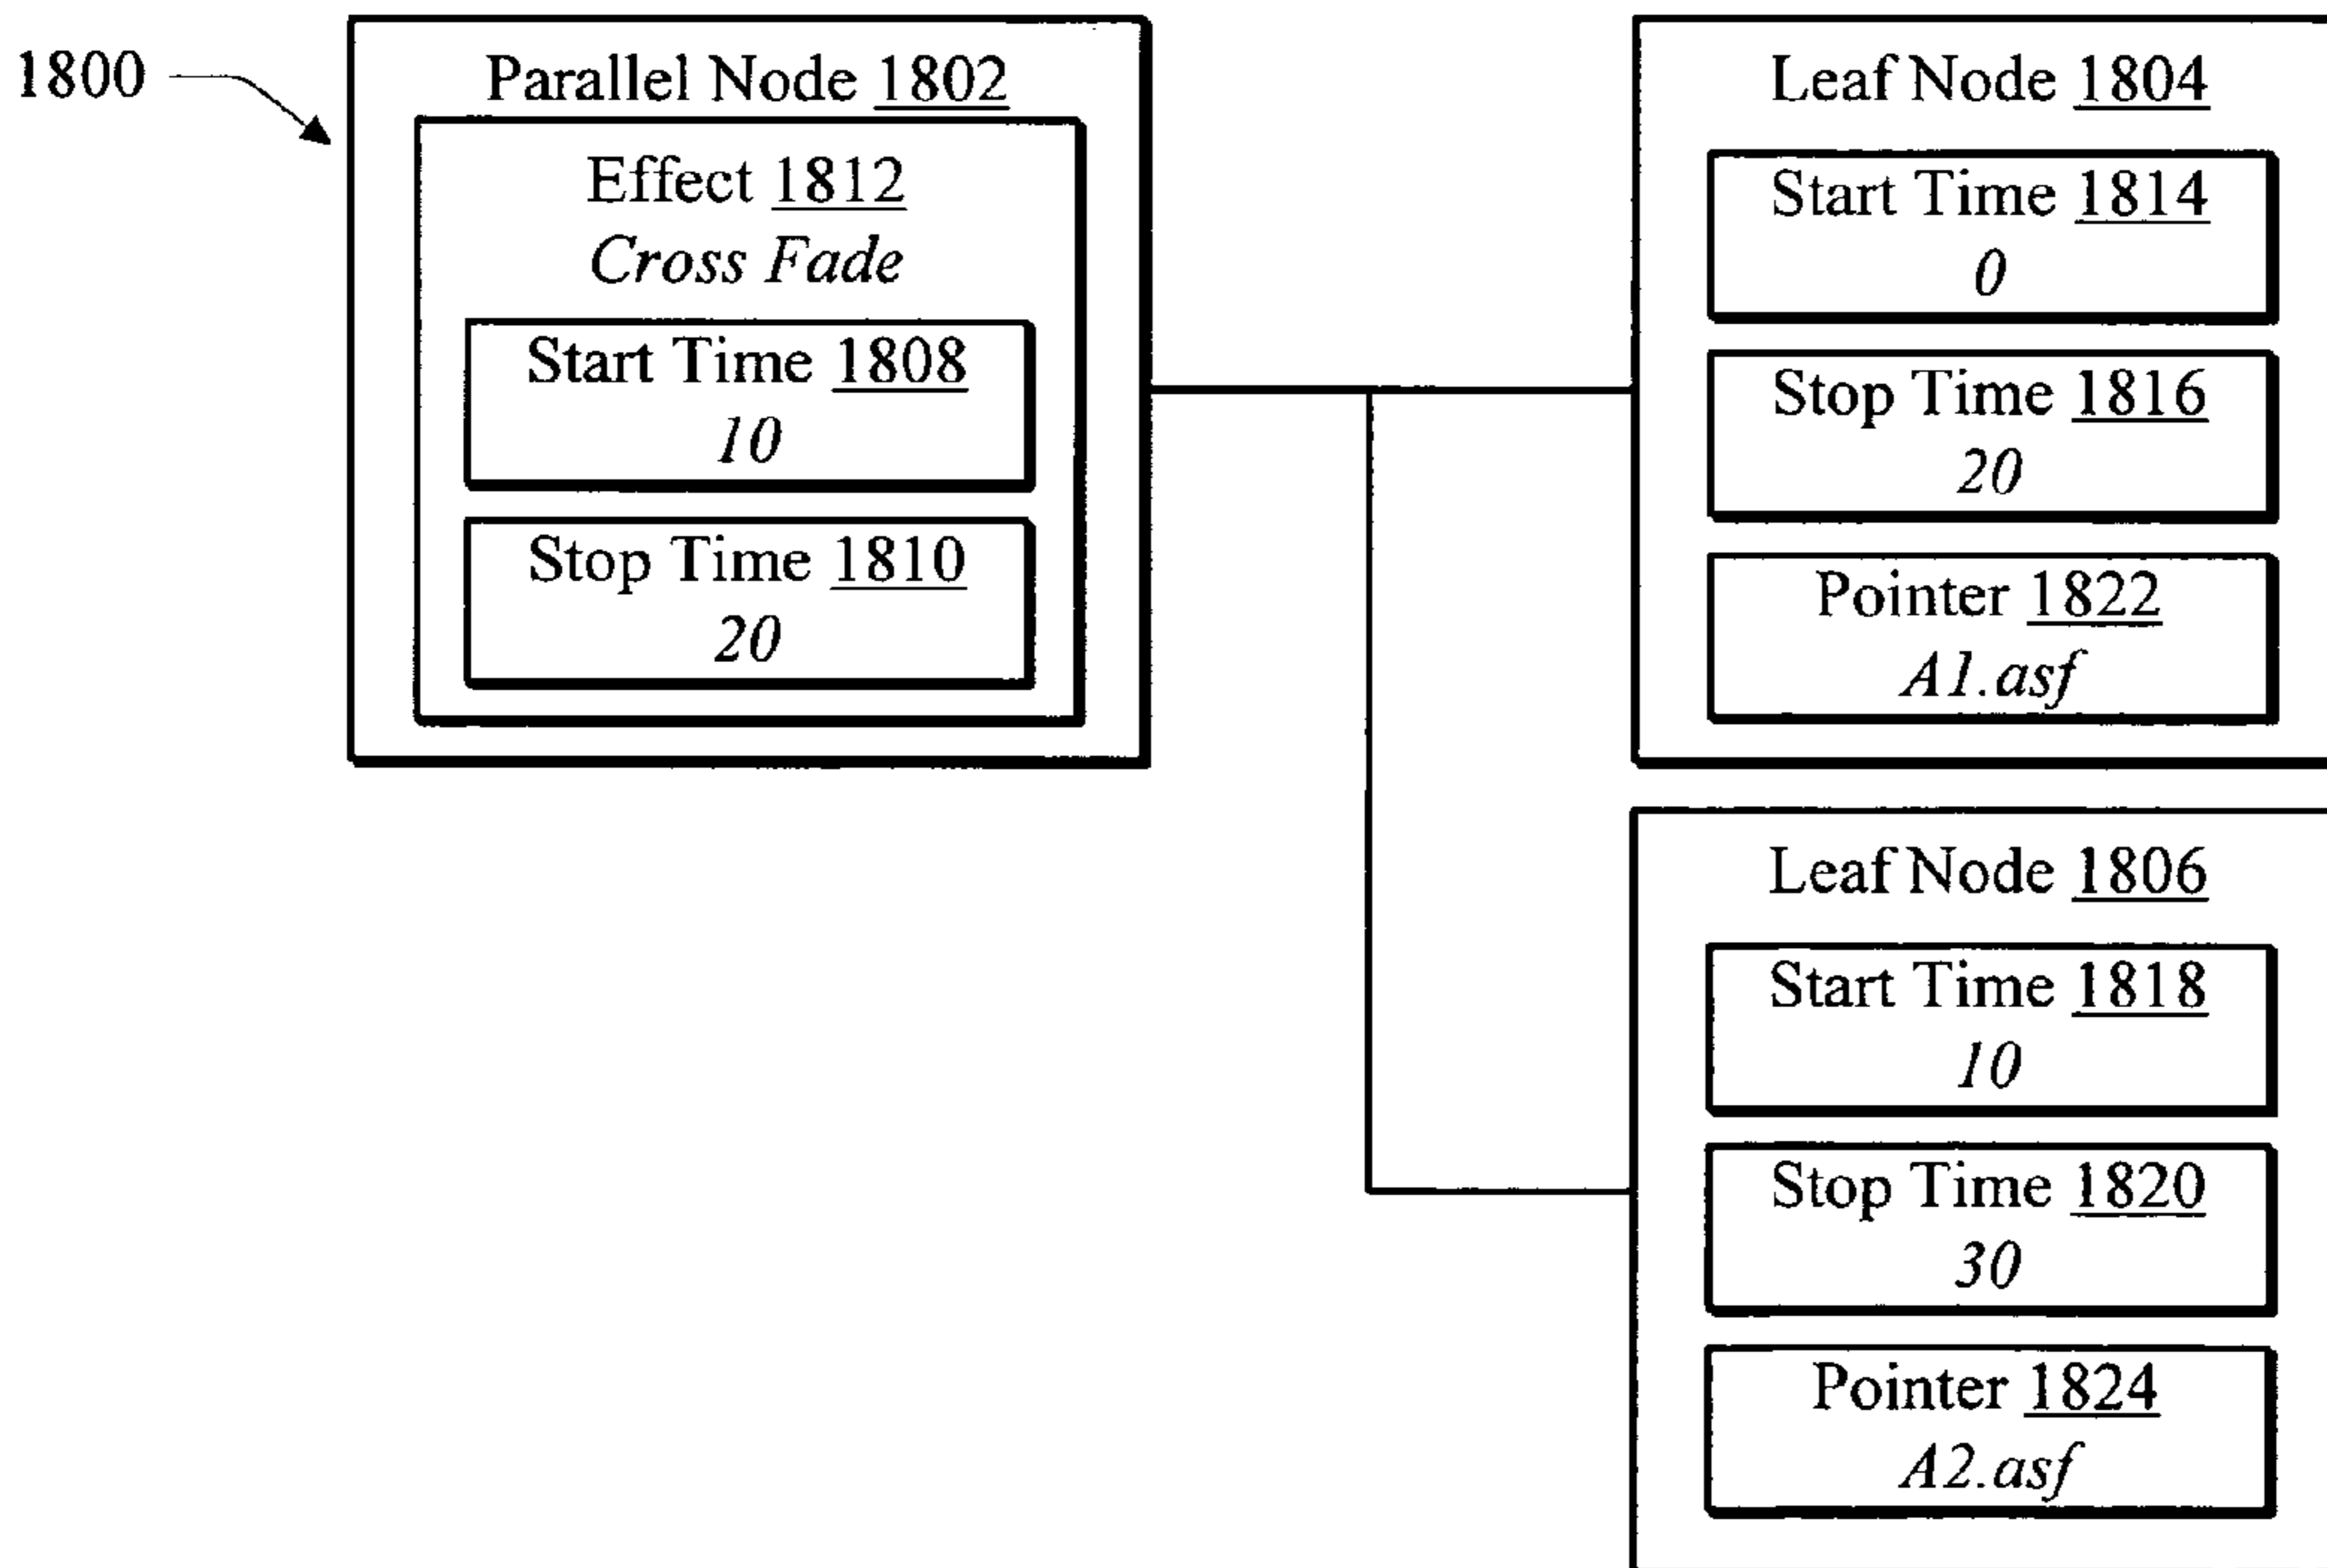 1800
Parallel Node 1802
Effect 1812
Cross Fade
Start Time 1808
10
Stop Time 1810
20
Leaf Node 1804
Start Time 1814
0
Stop Time 1816
20
Pointer 1822
A1.asf
Leaf Node 1806
Start Time 1818
10
Stop Time 1820
30
Pointer 1824
A2.asf